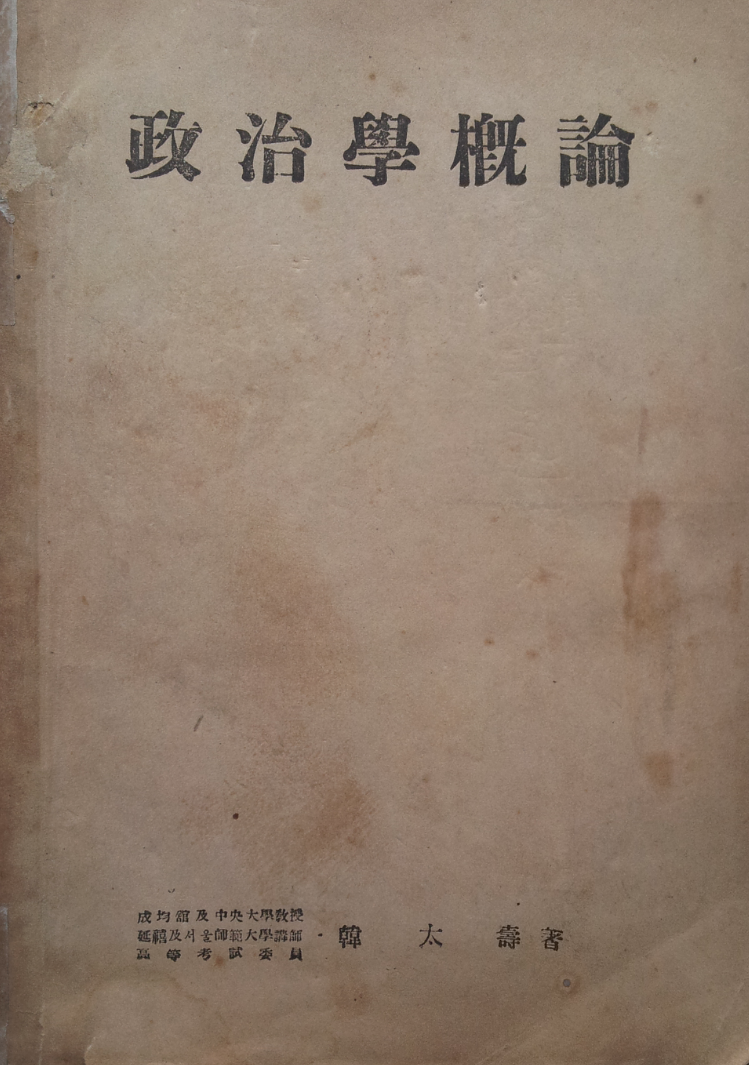 政治學槪論
成均館及中央大學敎授
延禧及서울師範大學講師
高等考試委員
韓太壽著